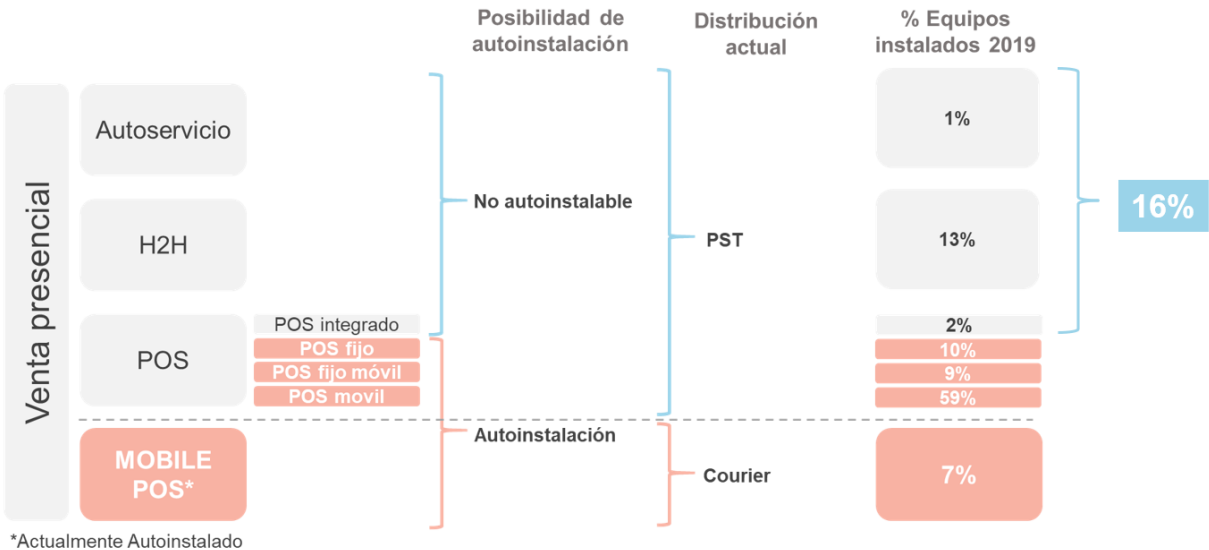 Posibilidad de
autoinstalación
Distribución
actual
% Equipos
instalados 2019
Venta presencial
Autoservicio
H2H
POS
POS integrado
POS fijo
POS fijo móvil
POS movil
MOBILE
POS*
No autoinstalable
Autoinstalación
PST
Courier
1%
13%
2%
10%
9%
59%
7%
16%
*Actualmente Autoinstalado